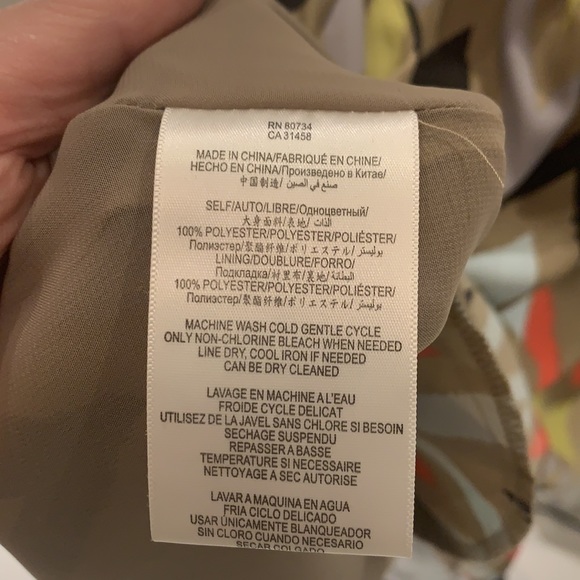 RN 80734
CA 31458
MADE IN CHINA/FABRIQUÉ EN CHINE/
HECHO EN CHINA/Произведено в Китае/
中国制造/ صنع في الصين/
SELF/AUTO/LIBRE/Одноцветный/
大身面料/表地/ الذات/
100% POLYESTER/POLYESTER/POLIÉSTER/
Полиэстер/聚酯纤维/ポリエステル/ بوليستر/
LINING/DOUBLURE/FORRO/
Подкладка/衬里布/裏地/ البطانة/
100% POLYESTER/POLYESTER/POLIÉSTER/
Полиэстер/聚酯纤维/ポリエステル/ بوليستر/
MACHINE WASH COLD GENTLE CYCLE
ONLY NON-CHLORINE BLEACH WHEN NEEDED
LINE DRY, COOL IRON IF NEEDED
CAN BE DRY CLEANED
LAVAGE EN MACHINE A L'EAU
FROIDE CYCLE DELICAT
UTILISEZ DE LA JAVEL SANS CHLORE SI BESOIN
SECHAGE SUSPENDU
REPASSER A BASSE
TEMPERATURE SI NECESSAIRE
NETTOYAGE A SEC AUTORISE
LAVAR A MAQUINA EN AGUA
FRIA CICLO DELICADO
USAR ÚNICAMENTE BLANQUEADOR
SIN CLORO CUANDO NECESARIO
SECAR COLGADO